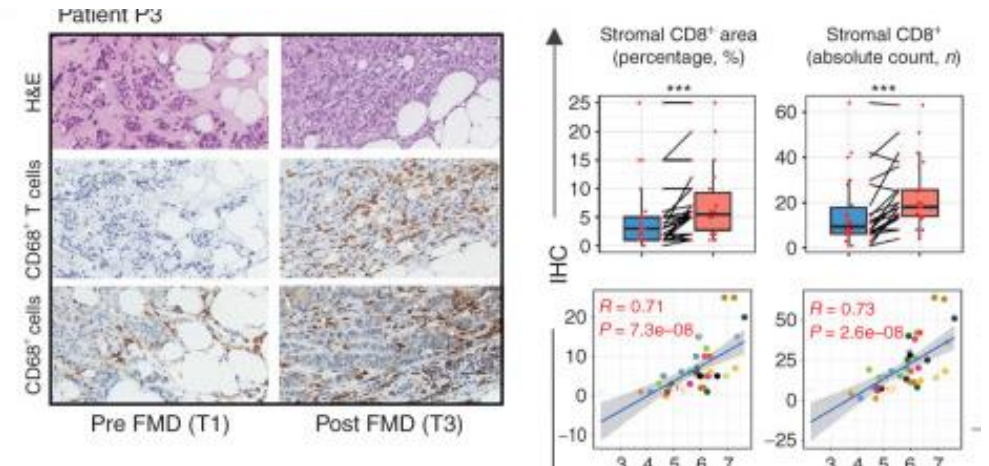 Patient P3
H&E
CD68⁺ T cells
CD68⁺ cells
Pre FMD (T1)
Post FMD (T3)
IHC
Stromal CD8⁺ area
(percentage, %)
***
25
20
15
10
5
0
Stromal CD8⁺
(absolute count, n)
***
60
40
20
0
R = 0.71
P = 7.3e–08
20
10
0
–10
3 4 5 6 7
R = 0.73
P = 2.6e–08
50
25
0
–25
3 4 5 6 7